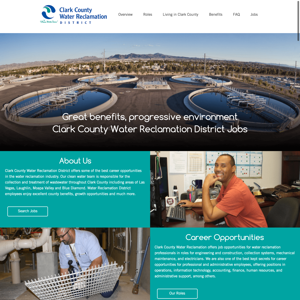 Clark County
Water Reclamation
DISTRICT
Overview
Roles
Living in Clark County
Benefits
FAQ
Jobs
Great benefits, progressive environment
Clark County Water Reclamation District Jobs
About Us
Clark County Water Reclamation District offers some of the best career opportunities
in the water reclamation industry. Our clean water team is responsible for the
collection and treatment of wastewater throughout Clark County including areas of Las
Vegas, Laughlin, Moapa Valley and Blue Diamond. Water Reclamation District
employees enjoy excellent county benefits, growth opportunities and much more.
Search Jobs
Career Opportunities
Clark County Water Reclamation offers job opportunities for water reclamation
professionals in roles for engineering and construction, collection systems, mechanical
maintenance, and electricians. We are also one of the best local sources for career
opportunities for professional and administrative employees, offering positions in
operations, information technology, accounting, finance, human resources, and
administrative support, among others.
Our Roles